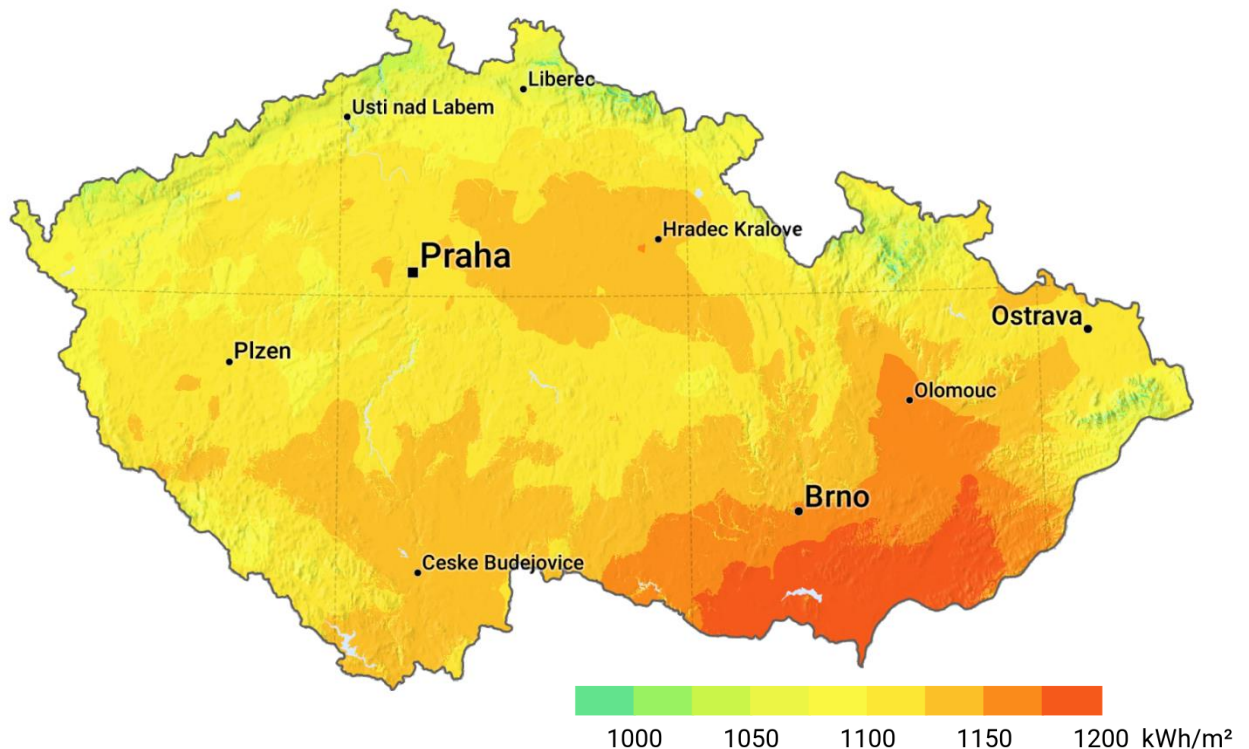 Liberec
Usti nad Labem
Hradec Kralove
Praha
Ostrava
Plzen
Olomouc
Brno
Ceske Budejovice
1000 1050 1100 1150 1200 kWh/m²